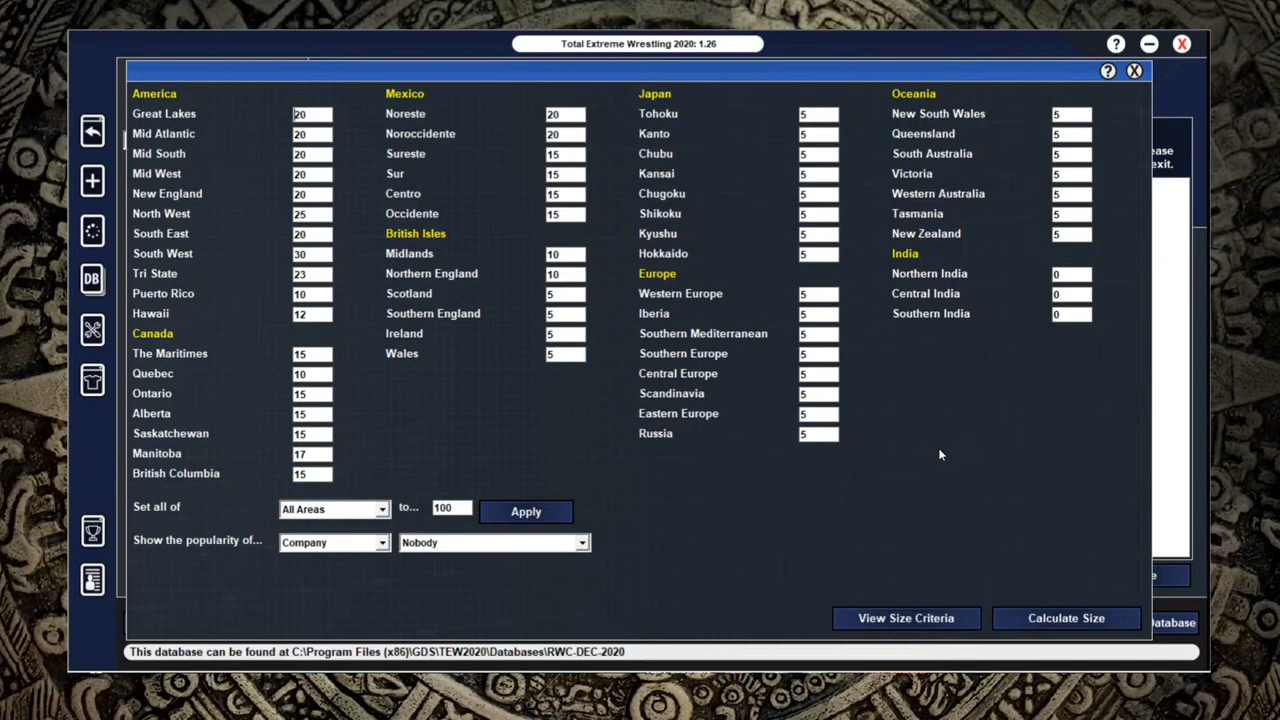 Total Extreme Wrestling 2020: 1.26
?
X
? X
America
Great Lakes 20
Mid Atlantic 20
Mid South 20
Mid West 20
New England 20
North West 25
South East 20
South West 30
Tri State 23
Puerto Rico 10
Hawaii 12
Canada
The Maritimes 15
Quebec 10
Ontario 15
Alberta 15
Saskatchewan 15
Manitoba 17
British Columbia 15
Mexico
Noreste 20
Noroccidente 20
Sureste 15
Sur 15
Centro 15
Occidente 15
British Isles
Midlands 10
Northern England 10
Scotland 5
Southern England 5
Ireland 5
Wales 5
Japan
Tohoku 5
Kanto 5
Chubu 5
Kansai 5
Chugoku 5
Shikoku 5
Kyushu 5
Hokkaido 5
Europe
Western Europe 5
Iberia 5
Southern Mediterranean 5
Southern Europe 5
Central Europe 5
Scandinavia 5
Eastern Europe 5
Russia 5
Oceania
New South Wales 5
Queensland 5
South Australia 5
Victoria 5
Western Australia 5
Tasmania 5
New Zealand 5
India
Northern India 0
Central India 0
Southern India 0
ease
exit.
DB
Set all of All Areas to... 100 Apply
Show the popularity of... Company Nobody
e
View Size Criteria Calculate Size
Database
This database can be found at C:\Program Files (x86)\GDS\TEW2020\Databases\RWC-DEC-2020